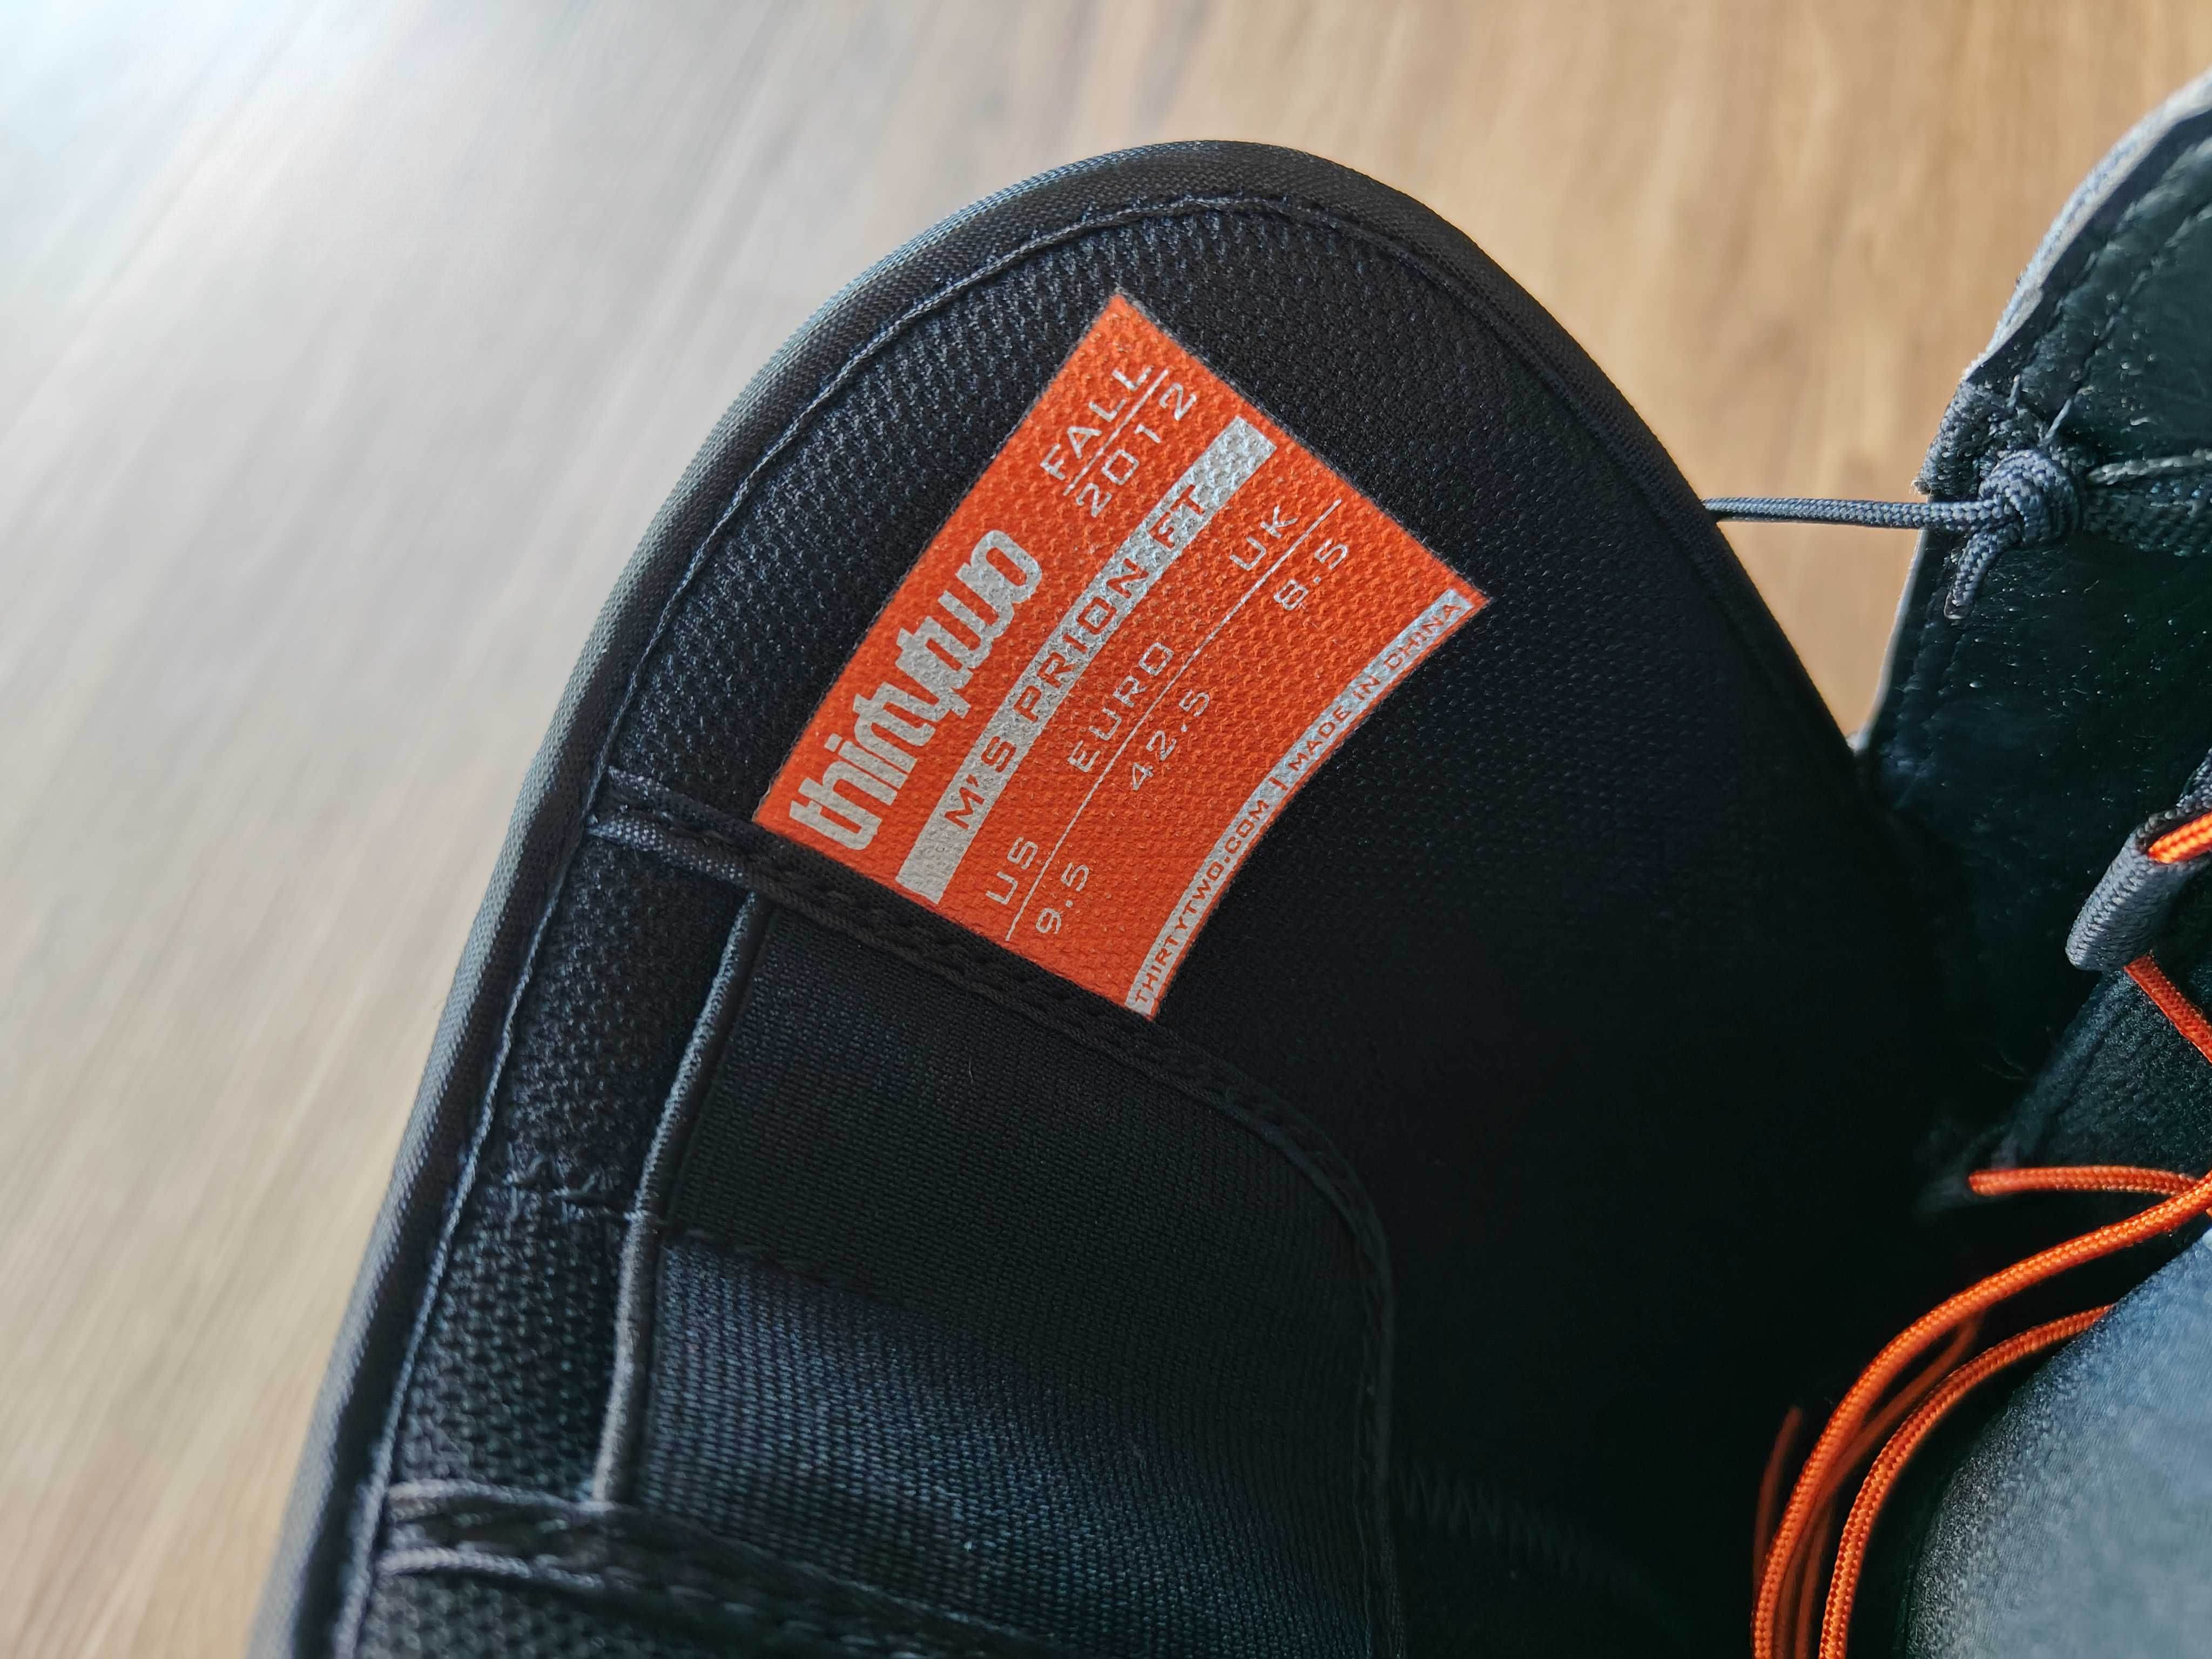 thirtytwo
FALL
2012
M'S PRION FT
US EURO UK
9.5 42.5 8.5
THIRTYTWO.COM | MADE IN CHINA